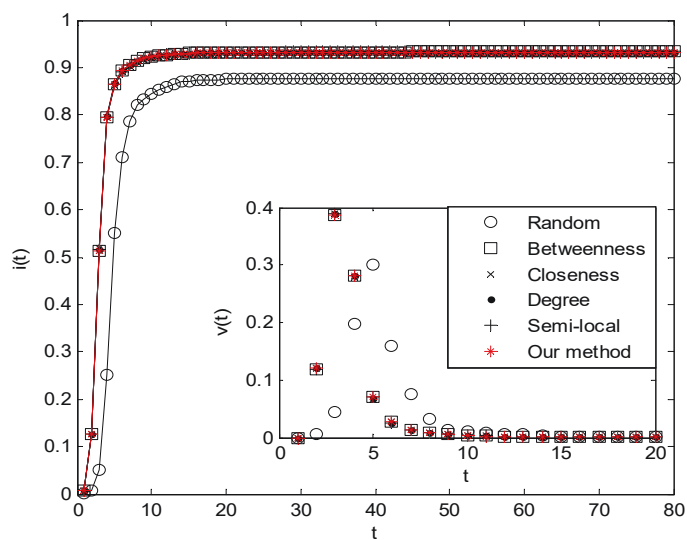 1
0.9
0.8
0.7
0.6
0.5
0.4
0.3
0.2
0.1
0
i(t)
0 10 20 30 40 50 60 70 80
t
0.4
0.3
0.2
0.1
0
v(t)
0 5 10 15 20
t
Random
Betweenness
Closeness
Degree
Semi-local
Our method